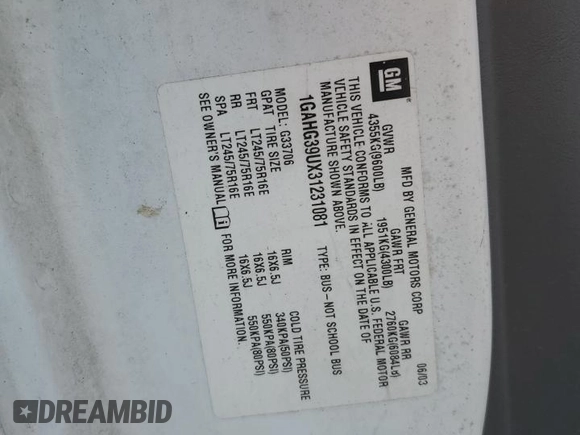 GM
MFD BY GENERAL MOTORS CORP 06/03
GVWR GAWR FRT GAWR RR
4355KG(9600LB) 1951KG(4300LB) 2760KG(6084LB)
THIS VEHICLE CONFORMS TO ALL APPLICABLE U.S. FEDERAL MOTOR
VEHICLE SAFETY STANDARDS IN EFFECT ON THE DATE OF
MANUFACTURE SHOWN ABOVE.
1GAHG39UX31231081 TYPE: BUS-NOT SCHOOL BUS
MODEL: G33706
GPAT TIRE SIZE RIM COLD TIRE PRESSURE
FRT LT245/75R16E 16X6.5J 340KPA(50PSI)
RR LT245/75R16E 16X6.5J 550KPA(80PSI)
SPA LT245/75R16E 16X6.5J 550KPA(80PSI)
SEE OWNER'S MANUAL FOR MORE INFORMATION.
DREAMBID